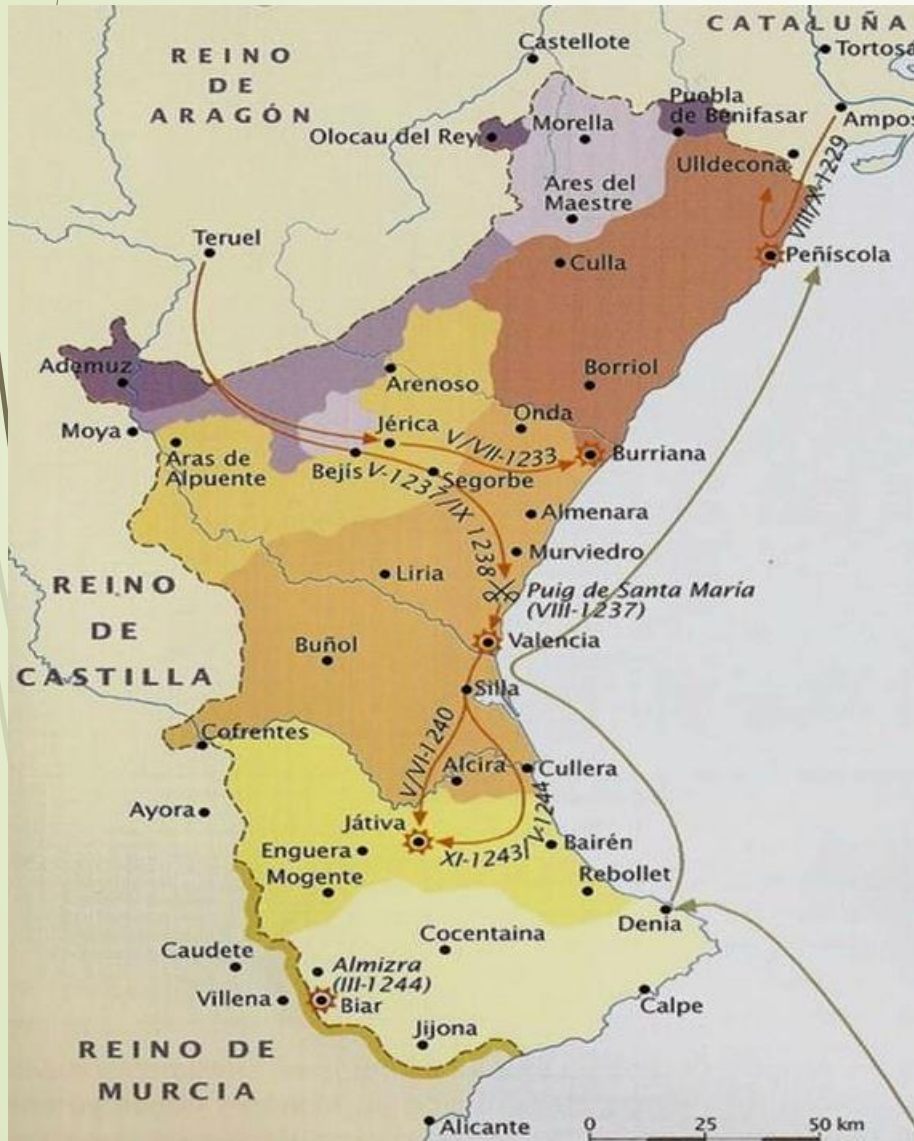 CATALUÑA
REINO
DE
ARAGÓN
Castellote
Tortosa
Olocau del Rey
Morella
Puebla
de Benifasar
Ampos
Ulldecona
VIII/X-1229
Ares del
Maestre
Teruel
Culla
Peñíscola
Ademuz
Arenoso
Borriol
Moya
Aras de
Alpuente
Jérica
Onda
V/VII-1233
Burriana
Bejís
Segorbe
V-1237/IX 1238
Almenara
Murviedro
Liria
Puig de Santa María
(VIII-1237)
REINO
DE
CASTILLA
Buñol
Valencia
Silla
Cofrentes
V/VI-1240
Alcira
Cullera
Ayora
Játiva
XI-1243/V-1244
Bairén
Enguera
Mogente
Rebollet
Denia
Caudete
Cocentaina
Almizra
(III-1244)
Villena
Biar
Calpe
Jijona
REINO DE
MURCIA
Alicante
0 25 50 km